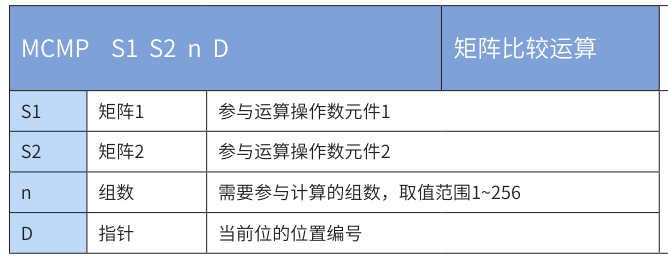 MCMP S1 S2 n D 矩阵比较运算
S1 矩阵1 参与运算操作数元件1
S2 矩阵2 参与运算操作数元件2
n 组数 需要参与计算的组数，取值范围1~256
D 指针 当前位的位置编号